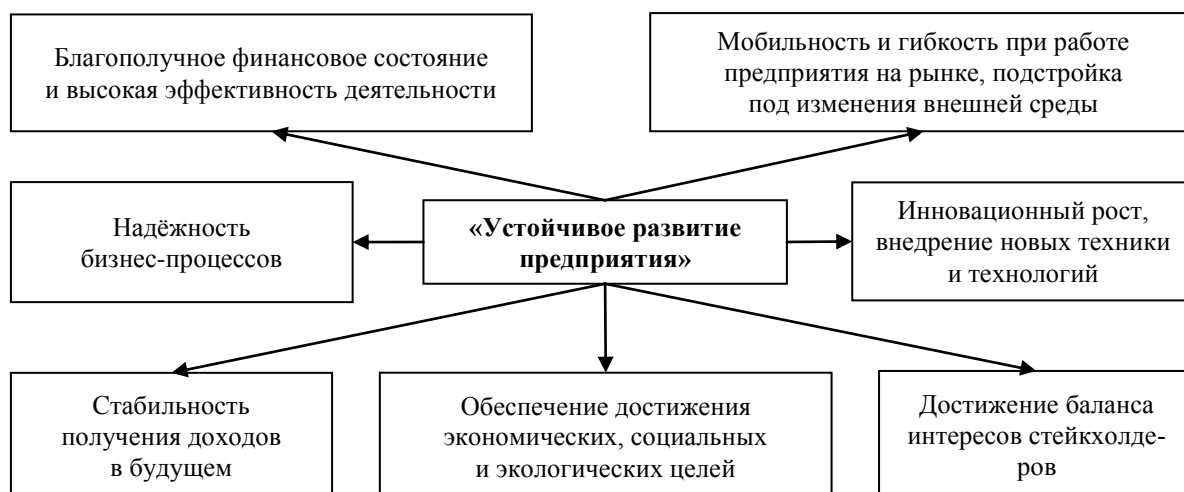 Благополучное финансовое состояние
и высокая эффективность деятельности
Мобильность и гибкость при работе
предприятия на рынке, подстройка
под изменения внешней среды
Надёжность
бизнес-процессов
«Устойчивое развитие
предприятия»
Инновационный рост,
внедрение новых техники
и технологий
Стабильность
получения доходов
в будущем
Обеспечение достижения
экономических, социальных
и экологических целей
Достижение баланса
интересов стейкхолде-
ров